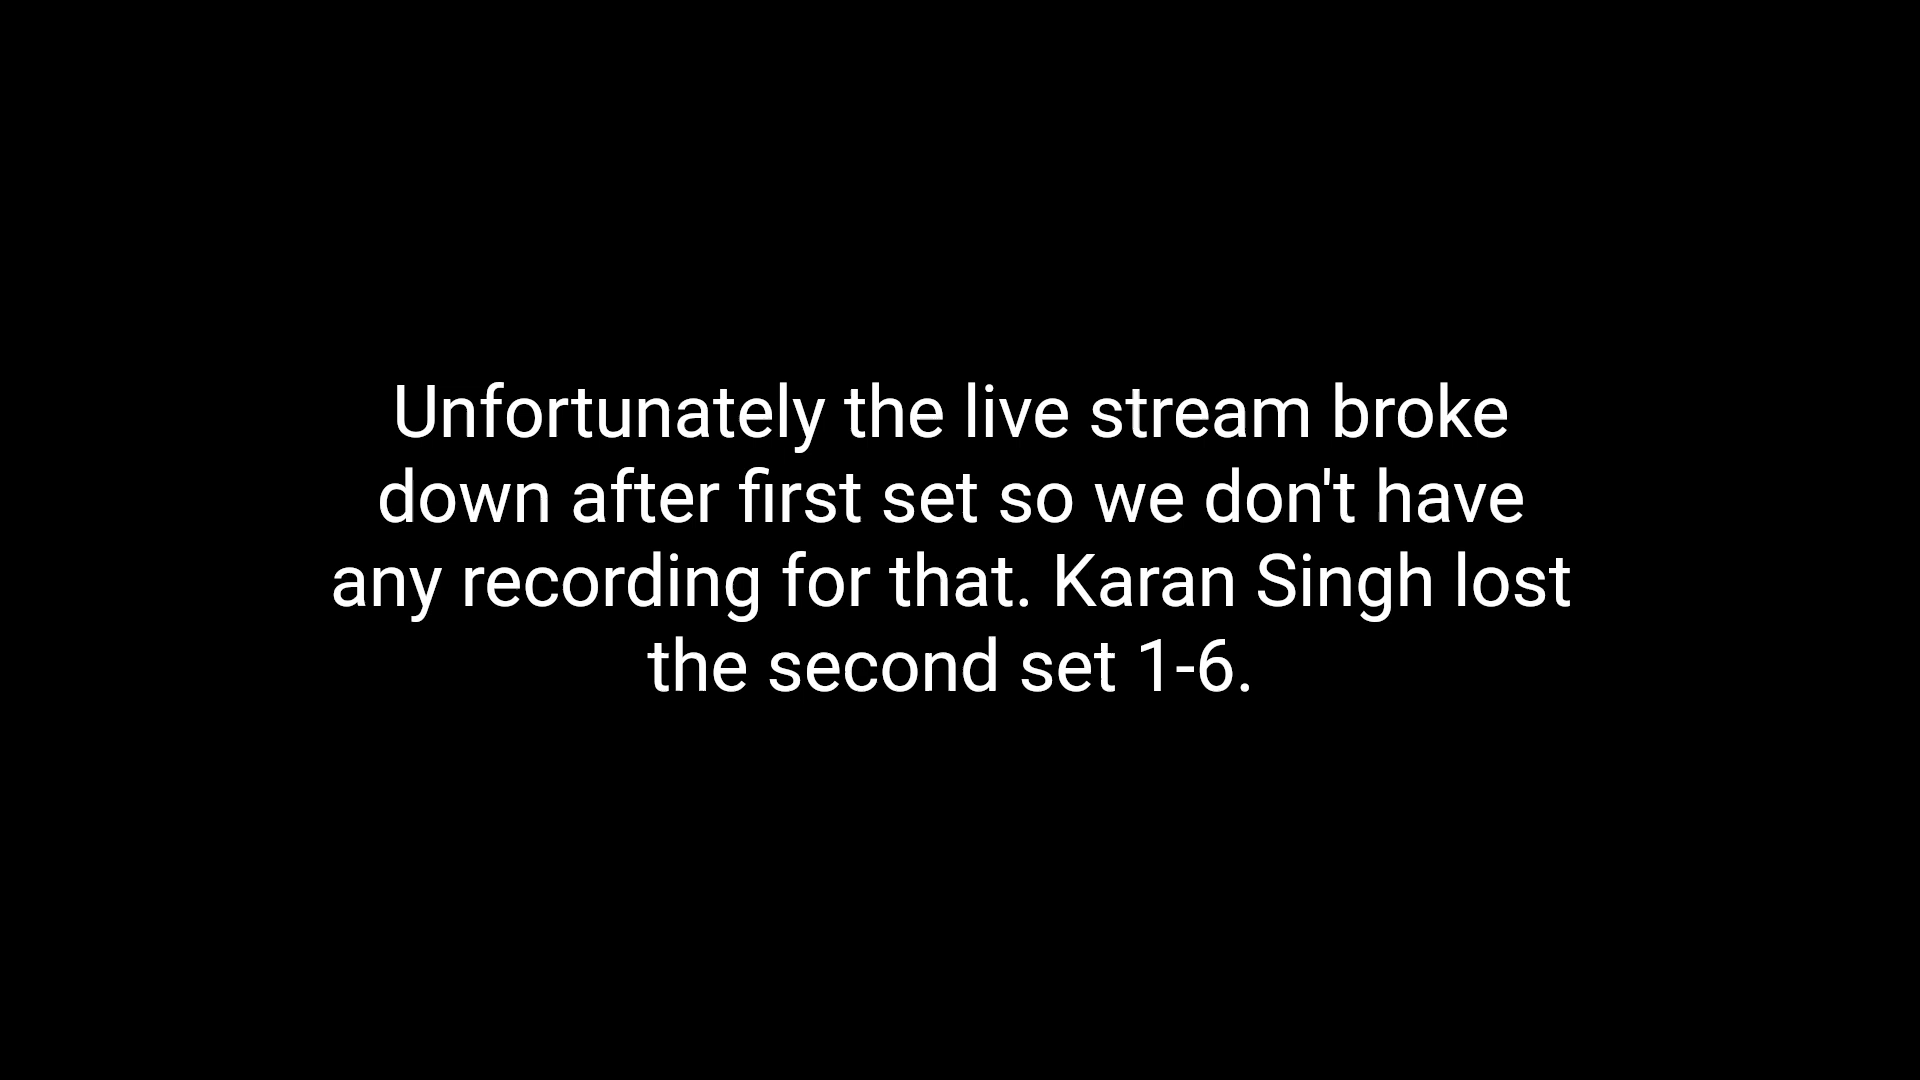 Unfortunately the live stream broke
down after first set so we don't have
any recording for that. Karan Singh lost
the second set 1-6.